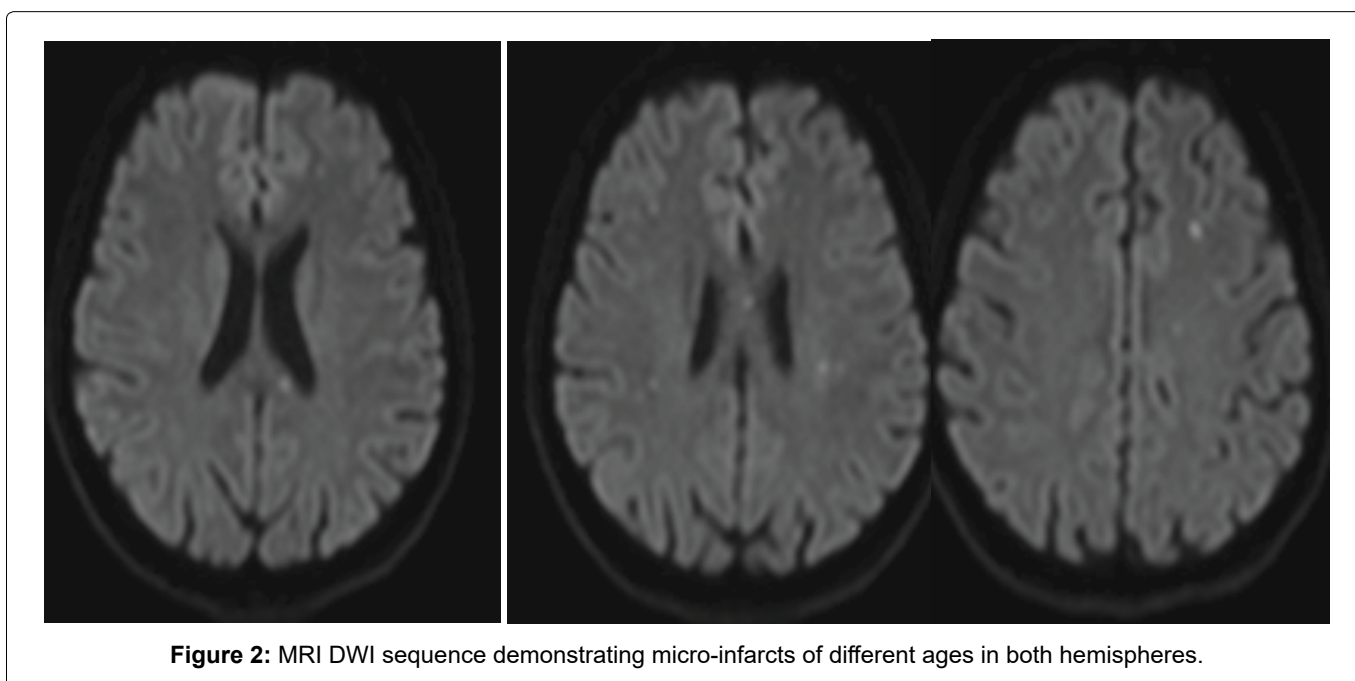 Figure 2: MRI DWI sequence demonstrating micro-infarcts of different ages in both hemispheres.